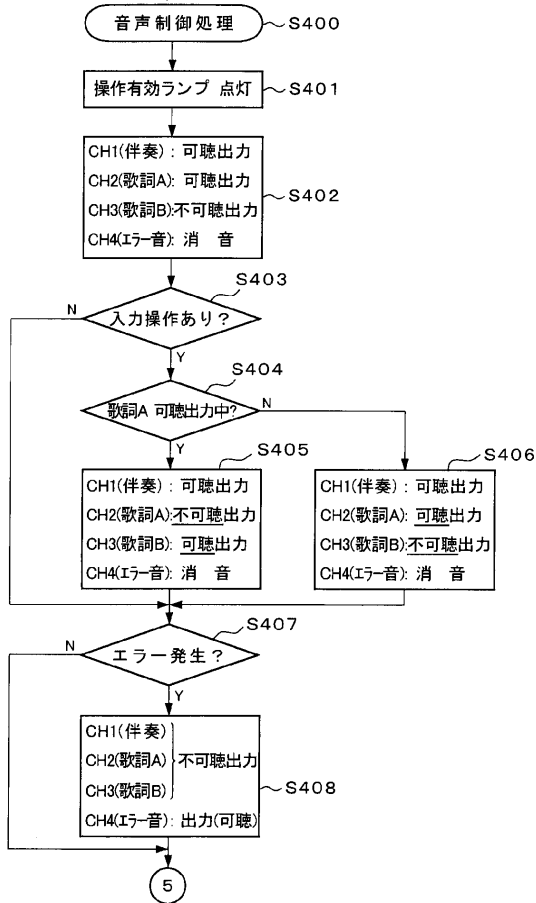 音声制御処理
S400
操作有効ランプ 点灯
S401
CH1(伴奏): 可聴出力
CH2(歌詞A): 可聴出力
CH3(歌詞B):不可聴出力
CH4(エラー音): 消 音
S402
S403
入力操作あり?
N
Y
S404
歌詞A 可聴出力中?
N
Y
S405
CH1(伴奏): 可聴出力
CH2(歌詞A):不可聴出力
CH3(歌詞B): 可聴出力
CH4(エラー音): 消 音
S406
CH1(伴奏): 可聴出力
CH2(歌詞A): 可聴出力
CH3(歌詞B):不可聴出力
CH4(エラー音): 消 音
S407
エラー発生?
N
Y
CH1(伴奏)
CH2(歌詞A) 不可聴出力
CH3(歌詞B)
CH4(エラー音): 出力(可聴)
S408
5